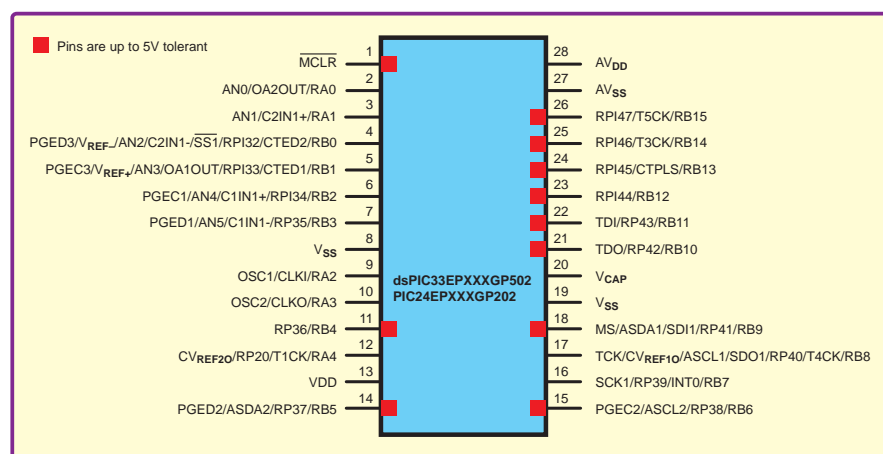 Pins are up to 5V tolerant
1
MCLR
2
AN0/OA2OUT/RA0
3
AN1/C2IN1+/RA1
4
PGED3/VREF–/AN2/C2IN1-/SS1/RPI32/CTED2/RB0
5
PGEC3/VREF+/AN3/OA1OUT/RPI33/CTED1/RB1
6
PGEC1/AN4/C1IN1+/RPI34/RB2
7
PGED1/AN5/C1IN1-/RP35/RB3
8
VSS
9
OSC1/CLKI/RA2
10
OSC2/CLKO/RA3
11
RP36/RB4
12
CVREF2O/RP20/T1CK/RA4
13
VDD
14
PGED2/ASDA2/RP37/RB5
dsPIC33EPXXXGP502
PIC24EPXXXGP202
28
AVDD
27
AVSS
26
RPI47/T5CK/RB15
25
RPI46/T3CK/RB14
24
RPI45/CTPLS/RB13
23
RPI44/RB12
22
TDI/RP43/RB11
21
TDO/RP42/RB10
20
VCAP
19
VSS
18
MS/ASDA1/SDI1/RP41/RB9
17
TCK/CVREF1O/ASCL1/SDO1/RP40/T4CK/RB8
16
SCK1/RP39/INT0/RB7
15
PGEC2/ASCL2/RP38/RB6